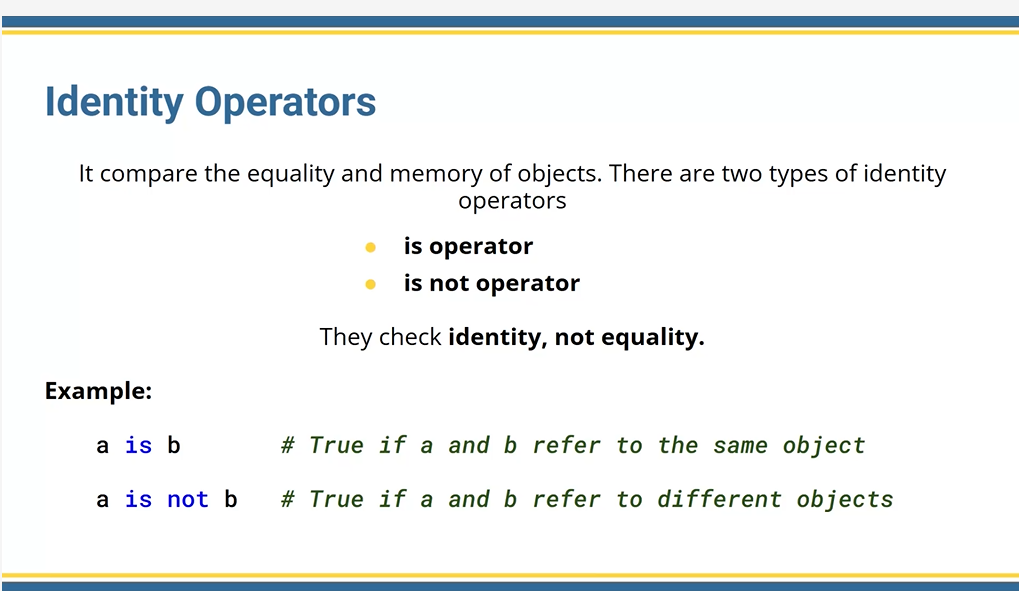 Identity Operators
It compare the equality and memory of objects. There are two types of identity
operators
is operator
is not operator
They check identity, not equality.
Example:
a is b # True if a and b refer to the same object
a is not b # True if a and b refer to different objects